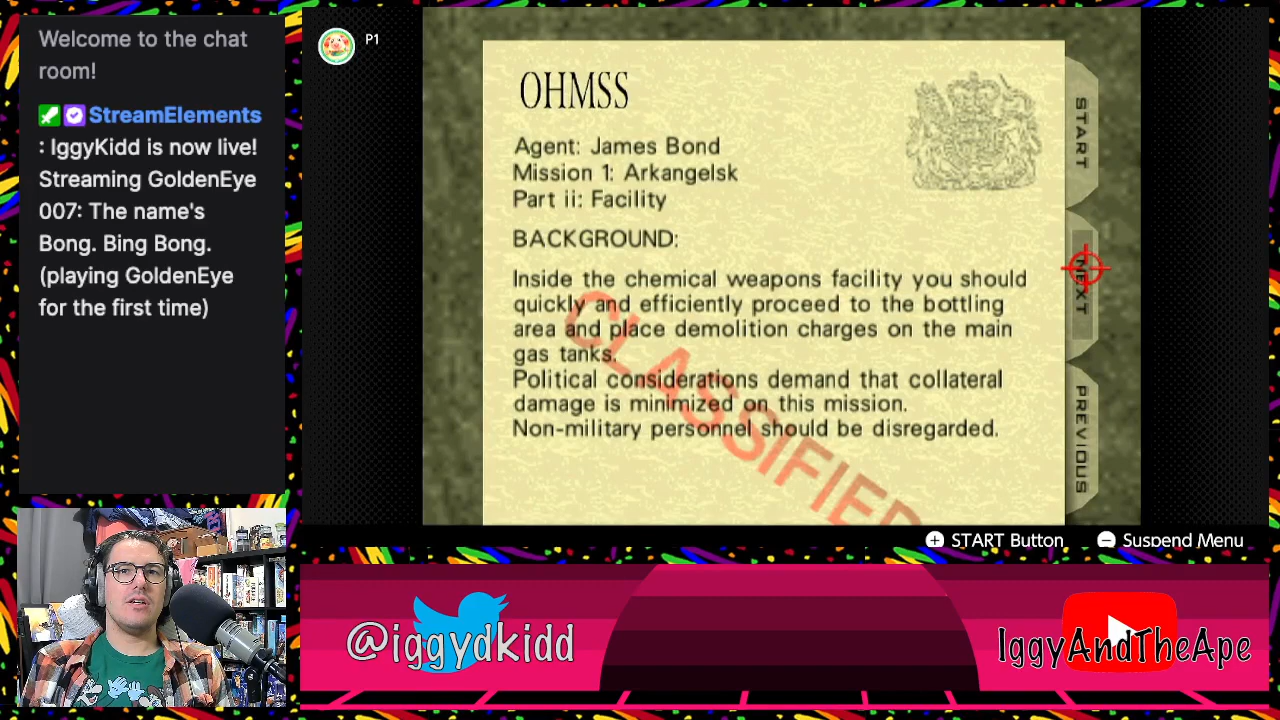 Welcome to the chat
room!
StreamElements
: IggyKidd is now live!
Streaming GoldenEye
007: The name's
Bong. Bing Bong.
(playing GoldenEye
for the first time)
P1
OHMSS
Agent: James Bond
Mission 1: Arkangelsk
Part ii: Facility
BACKGROUND:
Inside the chemical weapons facility you should
quickly and efficiently proceed to the bottling
area and place demolition charges on the main
gas tanks.
Political considerations demand that collateral
damage is minimized on this mission.
Non-military personnel should be disregarded.
CLASSIFIED
START
NEXT
PREVIOUS
START Button
Suspend Menu
@iggydkidd
IggyAndTheApe